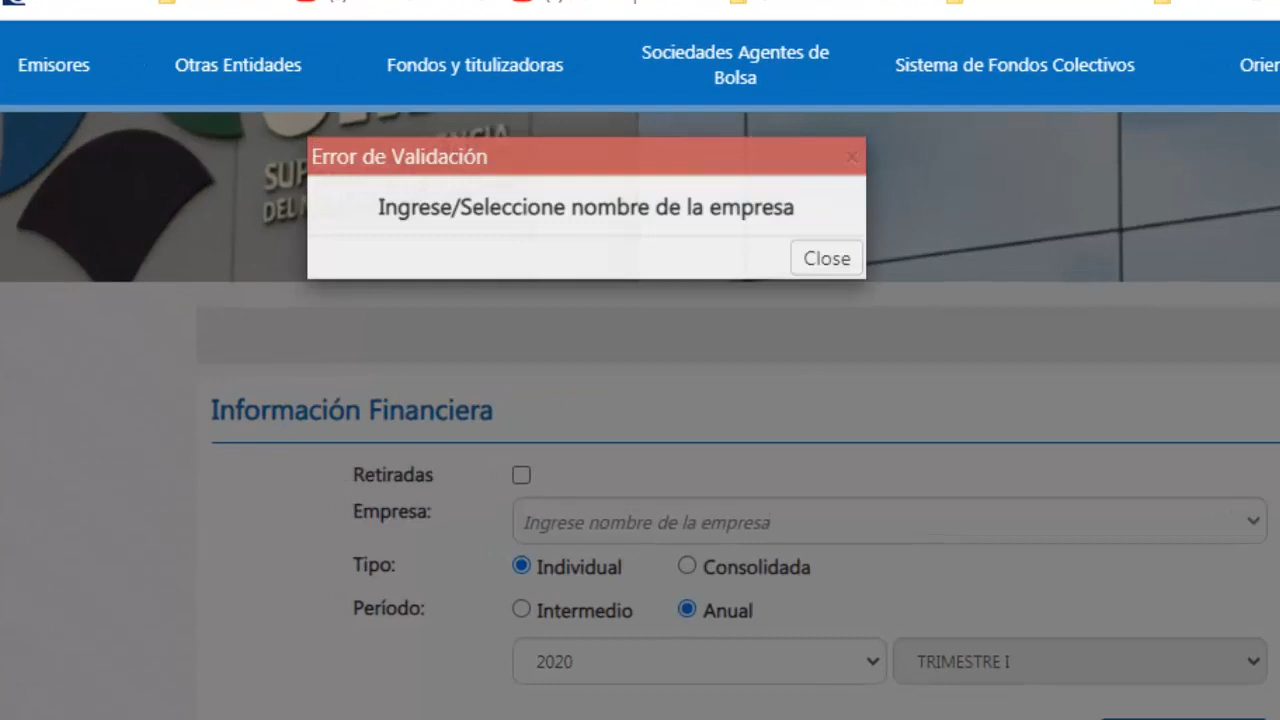 Emisores
Otras Entidades
Fondos y titulizadoras
Sociedades Agentes de
Bolsa
Sistema de Fondos Colectivos
Error de Validación
×
Ingrese/Seleccione nombre de la empresa
Close
SUP
DEL
Información Financiera
Retiradas
Empresa:
Ingrese nombre de la empresa
Tipo:
Individual
Consolidada
Período:
Intermedio
Anual
2020
TRIMESTRE I